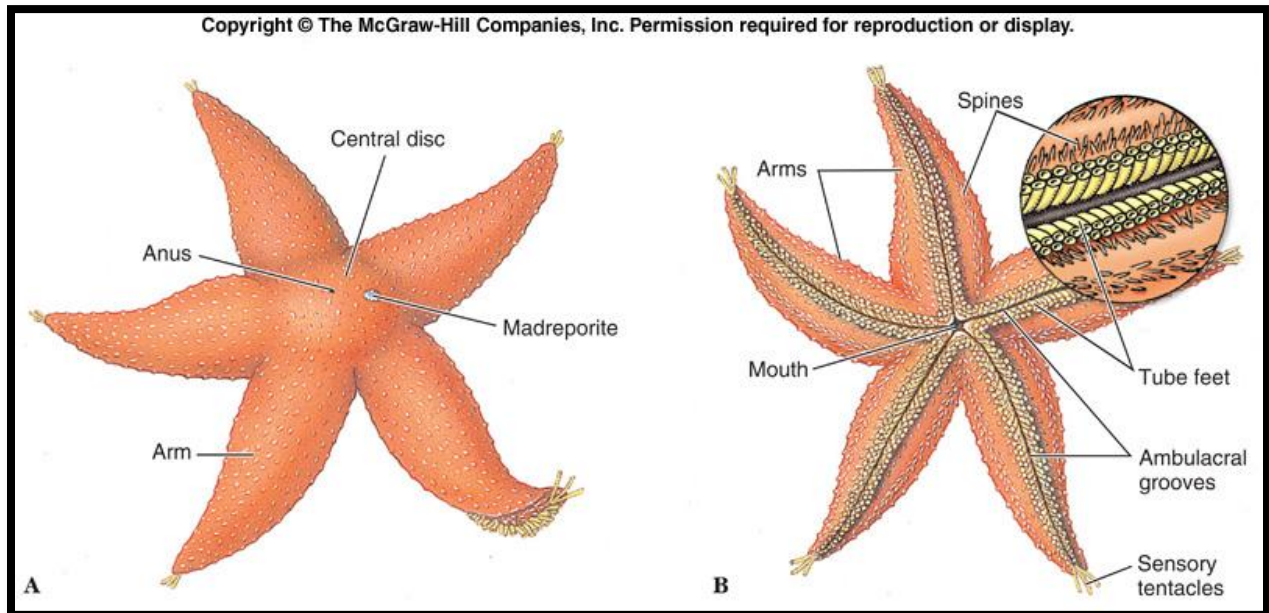 Copyright © The McGraw-Hill Companies, Inc. Permission required for reproduction or display.
Central disc
Anus
Madreporite
Arm
A
Spines
Arms
Mouth
Tube feet
Ambulacral
grooves
Sensory
tentacles
B